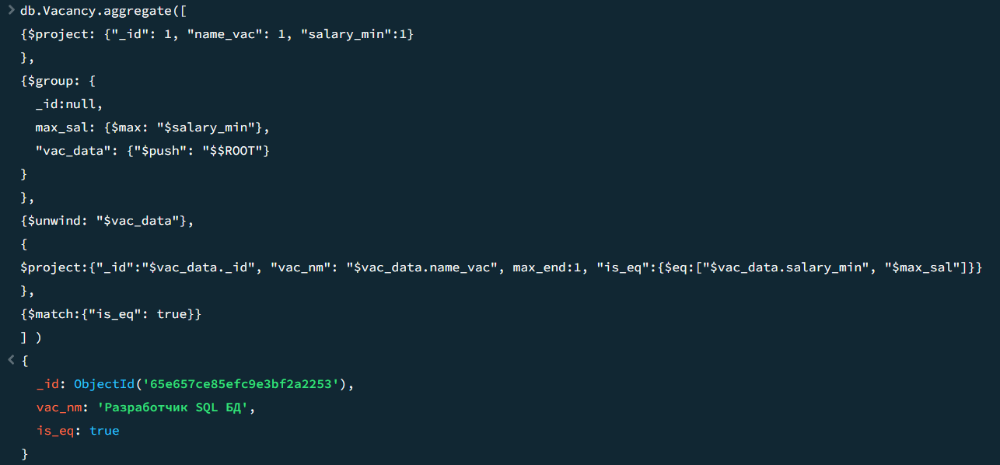 > db.Vacancy.aggregate([
{$project: {"_id": 1, "name_vac": 1, "salary_min":1}
},
{$group: {
_id:null,
max_sal: {$max: "$salary_min"},
"vac_data": {"$push": "$$ROOT"}
}
},
{$unwind: "$vac_data"},
{
$project:{"_id":"$vac_data._id", "vac_nm": "$vac_data.name_vac", max_end:1, "is_eq":{$eq:["$vac_data.salary_min", "$max_sal"]}}
},
{$match:{"is_eq": true}}
] )
< {
_id: ObjectId('65e657ce85efc9e3bf2a2253'),
vac_nm: 'Разработчик SQL БД',
is_eq: true
}